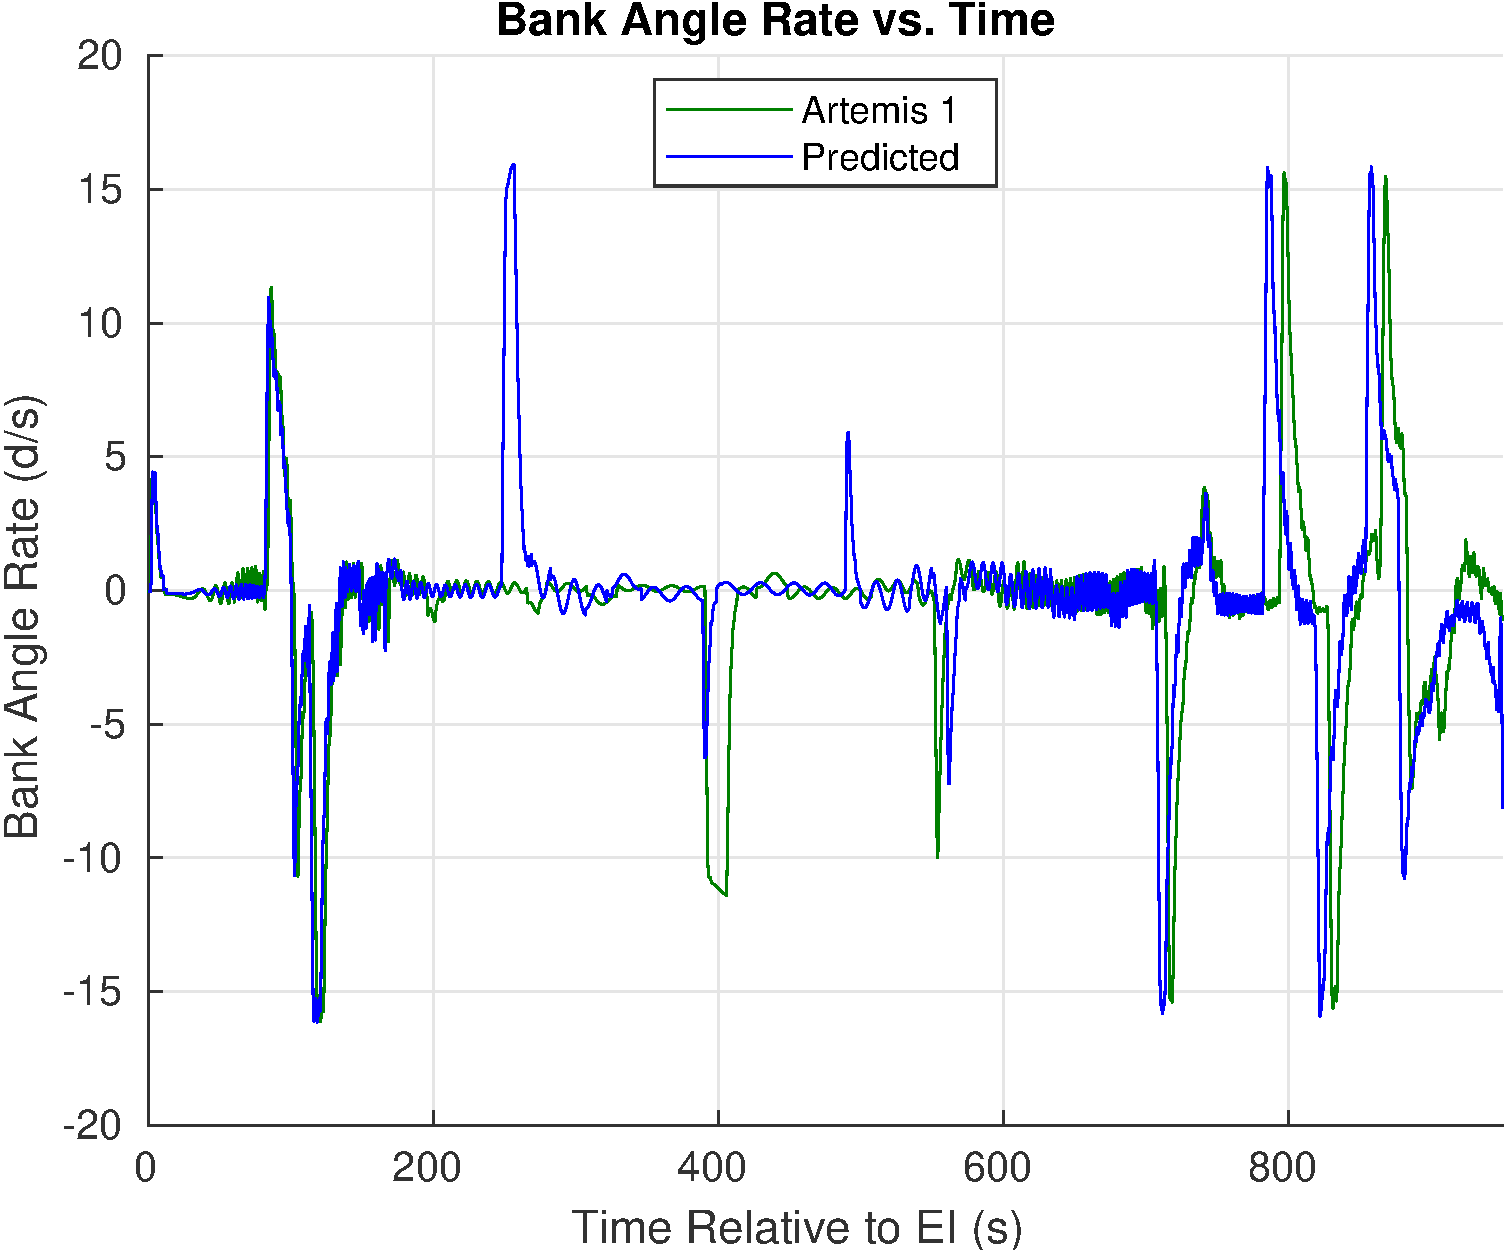 Bank Angle Rate vs. Time
Artemis 1
Predicted
Bank Angle Rate (d/s)
20
15
10
5
0
-5
-10
-15
-20
0 200 400 600 800
Time Relative to EI (s)